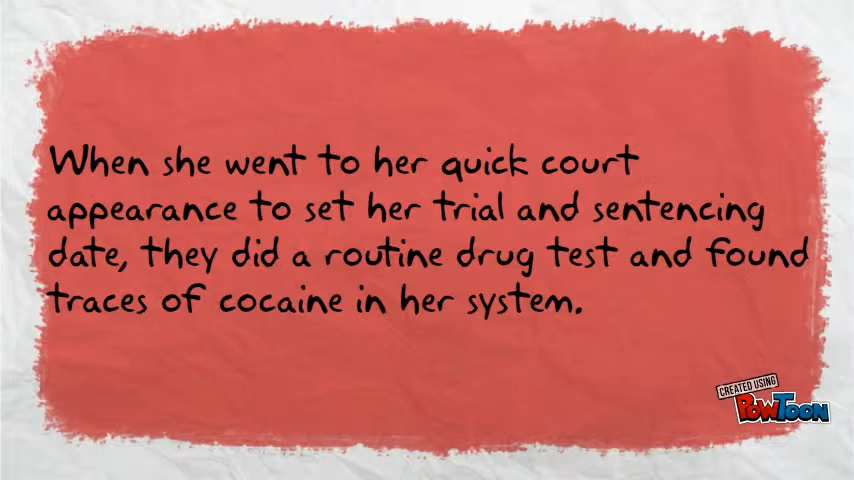 When she went to her quick court
appearance to set her trial and sentencing
date, they did a routine drug test and found
traces of cocaine in her system.
CREATED USING
POWTOON